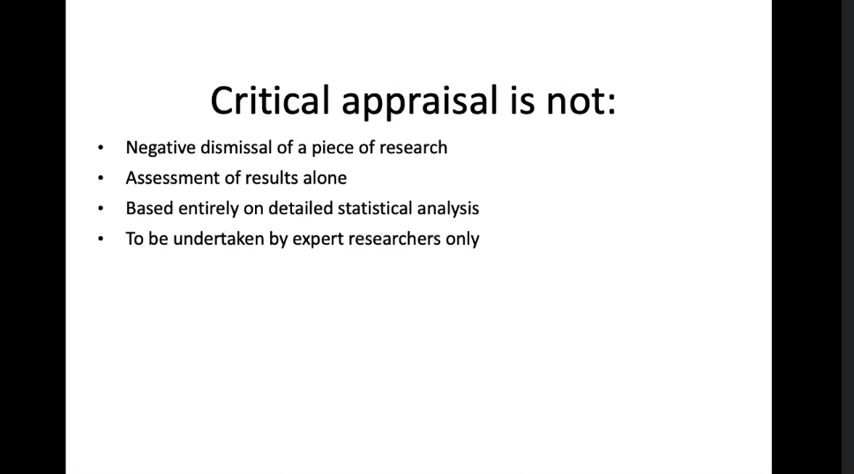 Critical appraisal is not:
• Negative dismissal of a piece of research
• Assessment of results alone
• Based entirely on detailed statistical analysis
• To be undertaken by expert researchers only